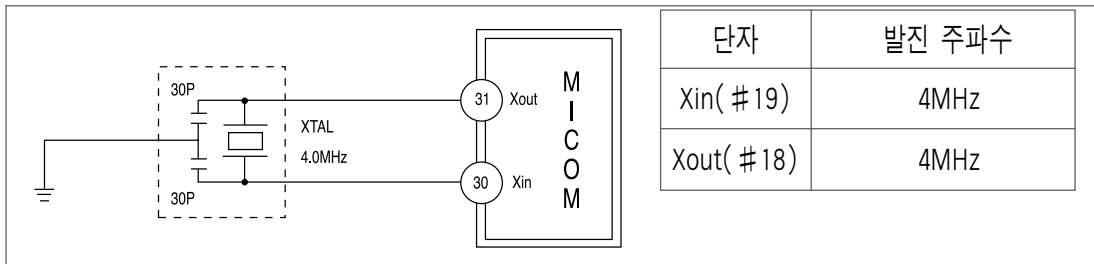 30P
XTAL
4.0MHz
30P
31 Xout
30 Xin
MICOM
단자 발진 주파수
Xin(♯19) 4MHz
Xout(♯18) 4MHz